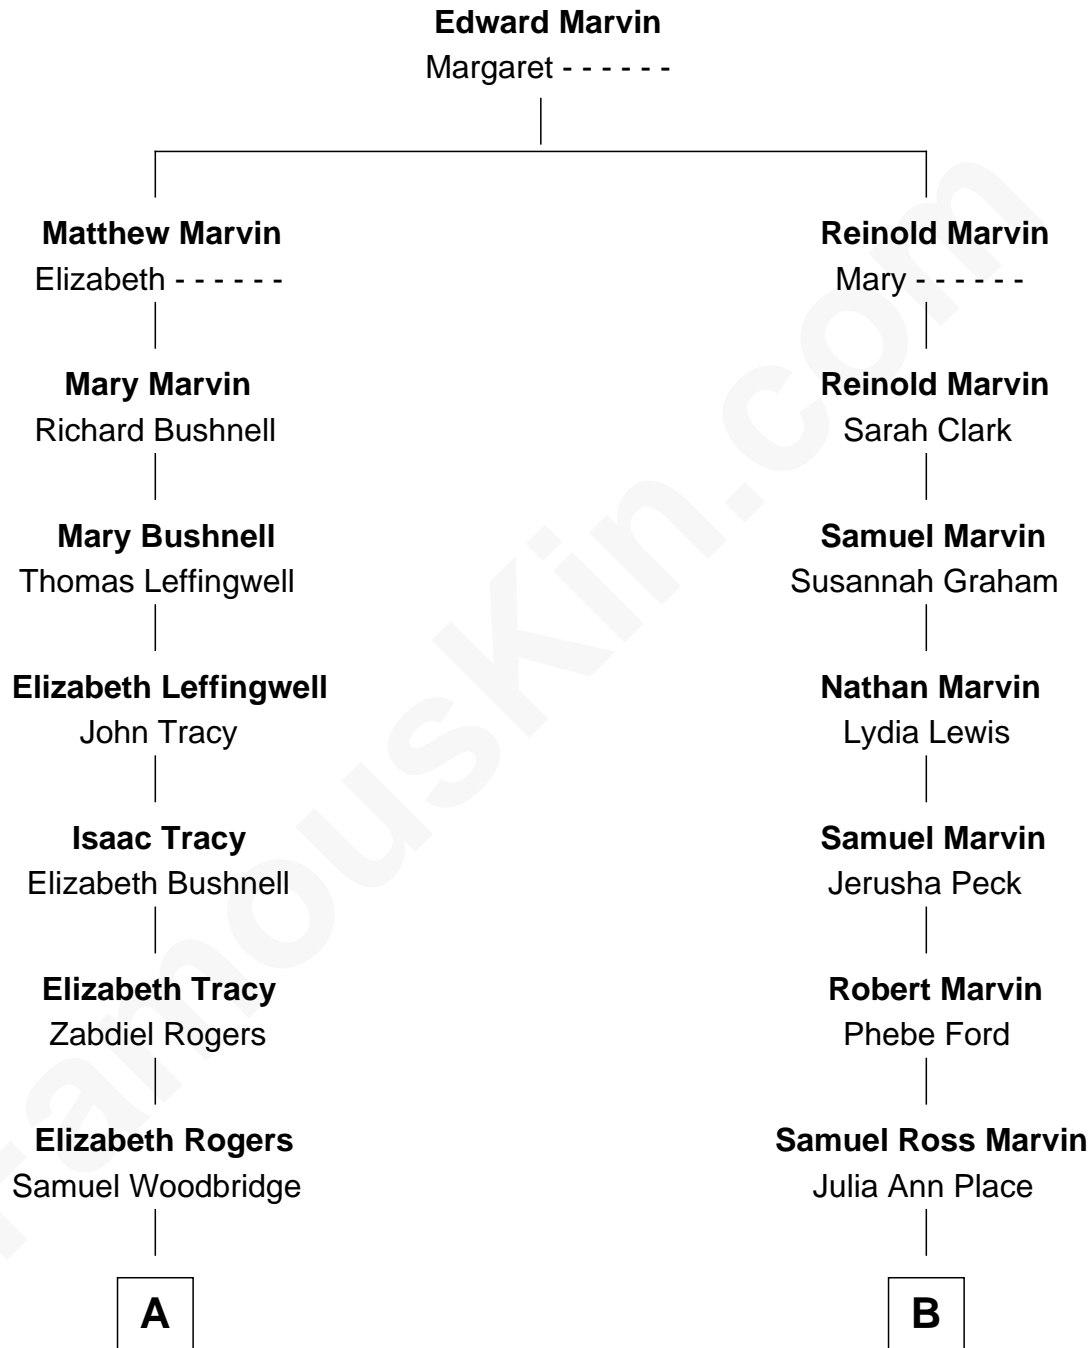 Edward Marvin
Margaret - - - - - -
Matthew Marvin
Elizabeth - - - - - -
Reinold Marvin
Mary - - - - - -
Mary Marvin
Richard Bushnell
Reinold Marvin
Sarah Clark
Mary Bushnell
Thomas Leffingwell
Samuel Marvin
Susannah Graham
Elizabeth Leffingwell
John Tracy
Nathan Marvin
Lydia Lewis
Isaac Tracy
Elizabeth Bushnell
Samuel Marvin
Jerusha Peck
Elizabeth Tracy
Zabdiel Rogers
Robert Marvin
Phebe Ford
Elizabeth Rogers
Samuel Woodbridge
Samuel Ross Marvin
Julia Ann Place
A
B
FamousKin.com